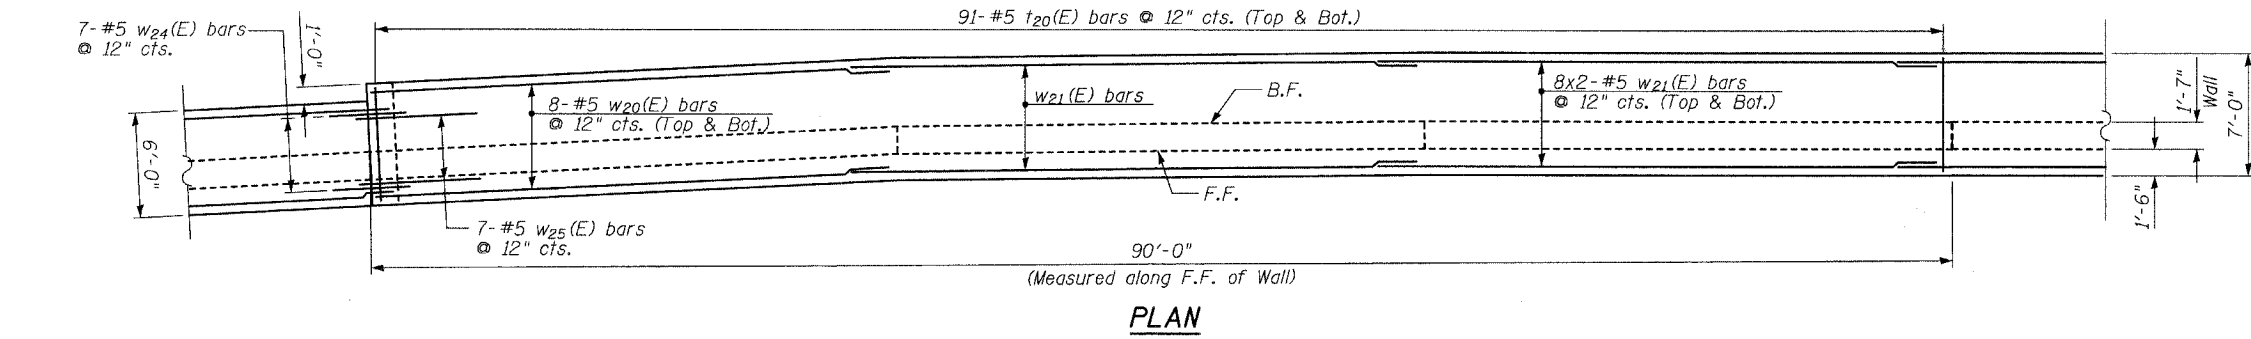 91-#5 t20(E) bars @ 12" cts. (Top & Bot.)
7-#5 w24(E) bars
@ 12" cts.
1'-0"
8-#5 w20(E) bars
@ 12" cts. (Top & Bot.)
w21(E) bars
B.F.
8x2-#5 w21(E) bars
@ 12" cts. (Top & Bot.)
1'-7"
Wall
7'-0"
6'-0"
F.F.
1'-6"
7-#5 w25(E) bars
@ 12" cts.
90'-0"
(Measured along F.F. of Wall)
PLAN